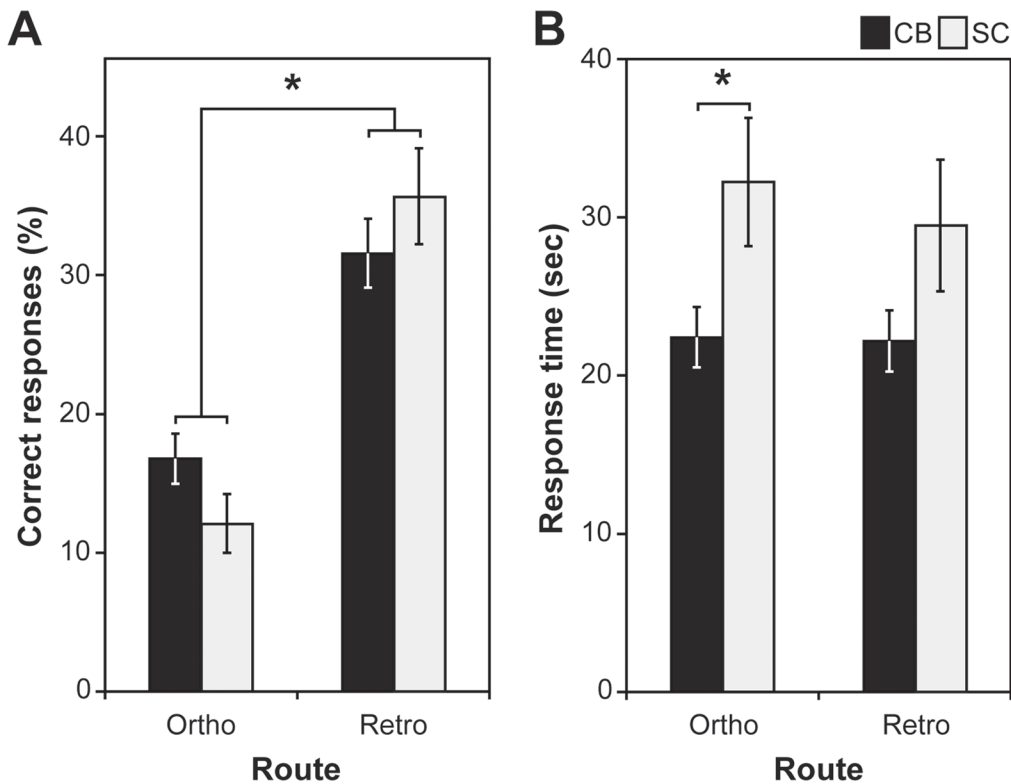 A
Correct responses (%)
40
30
20
10
0
*
Ortho
Retro
Route
B
CB
SC
Response time (sec)
40
30
20
10
0
*
Ortho
Retro
Route